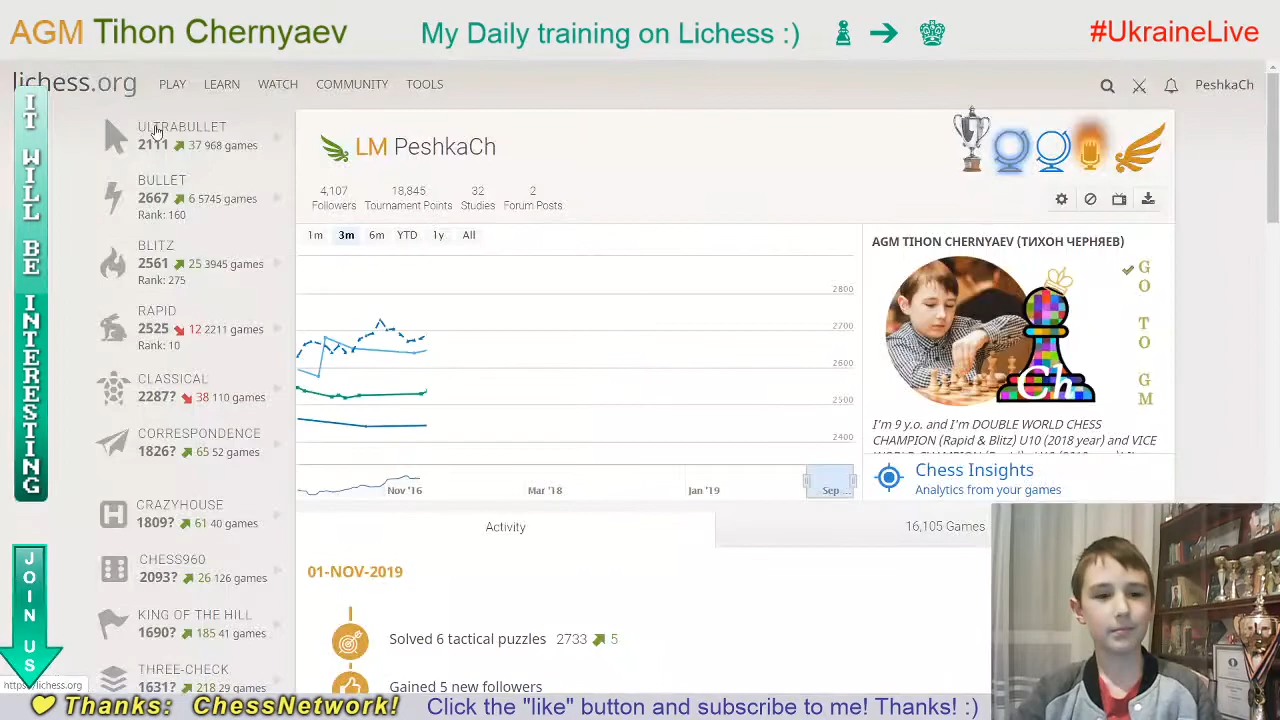 AGM Tihon Chernyaev
My Daily training on Lichess :)
#UkraineLive
lichess.org
PLAY LEARN WATCH COMMUNITY TOOLS
PeshkaCh
IT WILL BE INTERESTING
JOIN US
ULTRABULLET
2111 37 968 games
BULLET
2667 6 5745 games
Rank: 160
BLITZ
2561 25 3945 games
Rank: 275
RAPID
2525 12 2211 games
Rank: 10
CLASSICAL
2287? 38 110 games
CORRESPONDENCE
1826? 65 52 games
CRAZYHOUSE
1809? 61 40 games
CHESS960
2093? 26 126 games
KING OF THE HILL
1690? 185 41 games
THREE-CHECK
1631? 218 29 games
https://lichess.org
LM PeshkaCh
4,107 18,845 32 2
Followers Tournament Points Studies Forum Posts
1m 3m 6m YTD 1y All
2800
2700
2600
2500
2400
Nov '16 Mar '18 Jan '19 Sep ...
AGM TIHON CHERNYAEV (ТИХОН ЧЕРНЯЕВ)
GO TO GM
Ch
I'm 9 y.o. and I'm DOUBLE WORLD CHESS
CHAMPION (Rapid & Blitz) U10 (2018 year) and VICE
Chess Insights
Analytics from your games
Activity
16,105 Games
01-NOV-2019
Solved 6 tactical puzzles 2733 5
Gained 5 new followers
Thanks: ChessNetwork!
Click the "like" button and subscribe to me! Thanks! :)